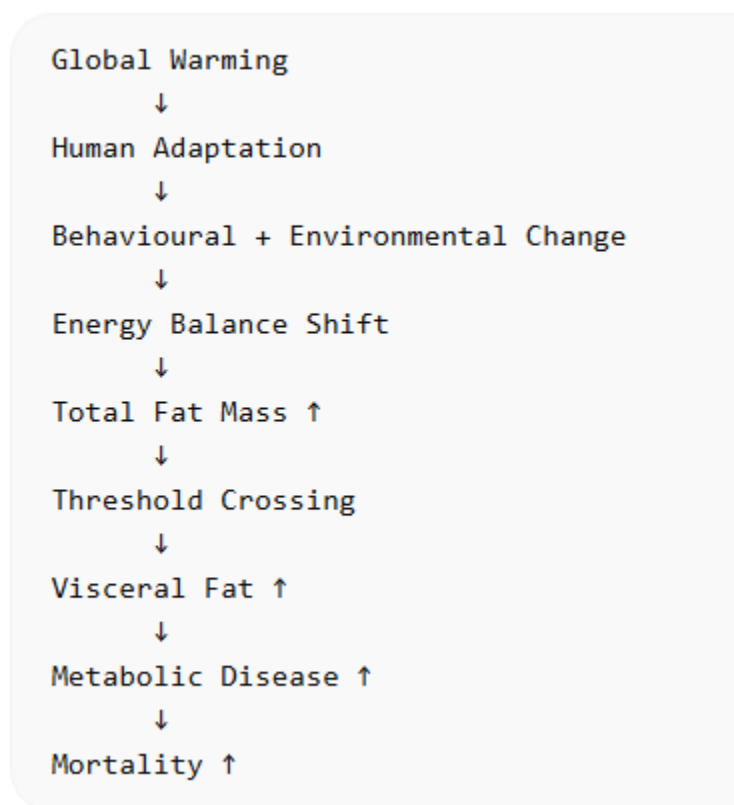 Global Warming
↓
Human Adaptation
↓
Behavioural + Environmental Change
↓
Energy Balance Shift
↓
Total Fat Mass ↑
↓
Threshold Crossing
↓
Visceral Fat ↑
↓
Metabolic Disease ↑
↓
Mortality ↑